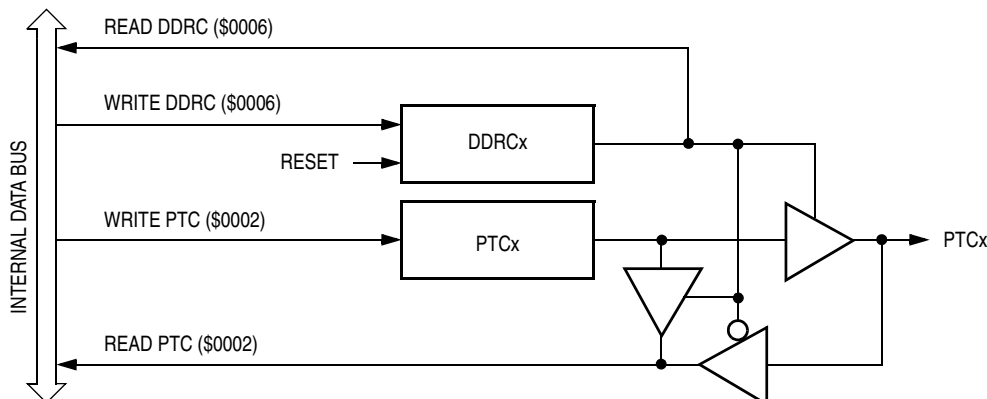 READ DDRC ($0006)
WRITE DDRC ($0006)
DDRCx
RESET
INTERNAL DATA BUS
WRITE PTC ($0002)
PTCx
PTCx
READ PTC ($0002)